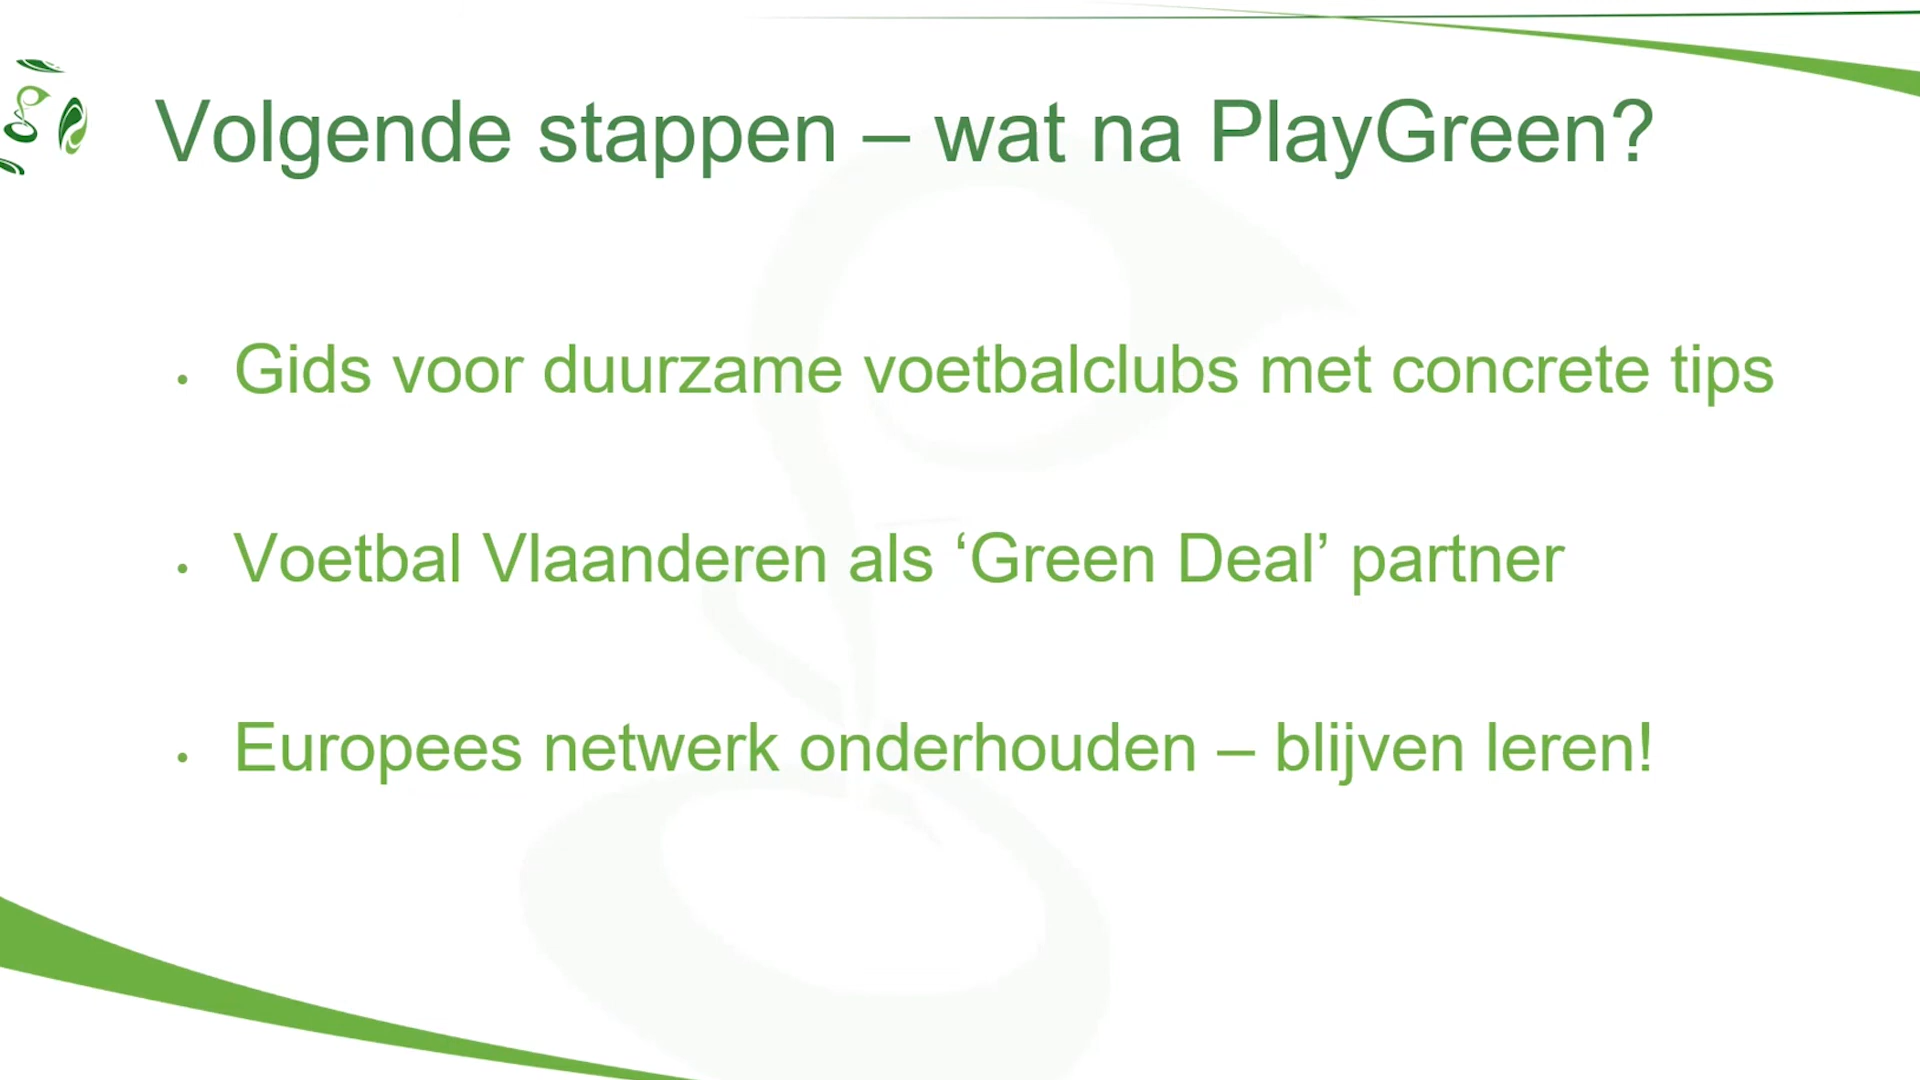 Volgende stappen – wat na PlayGreen?
• Gids voor duurzame voetbalclubs met concrete tips
• Voetbal Vlaanderen als ‘Green Deal’ partner
• Europees netwerk onderhouden – blijven leren!